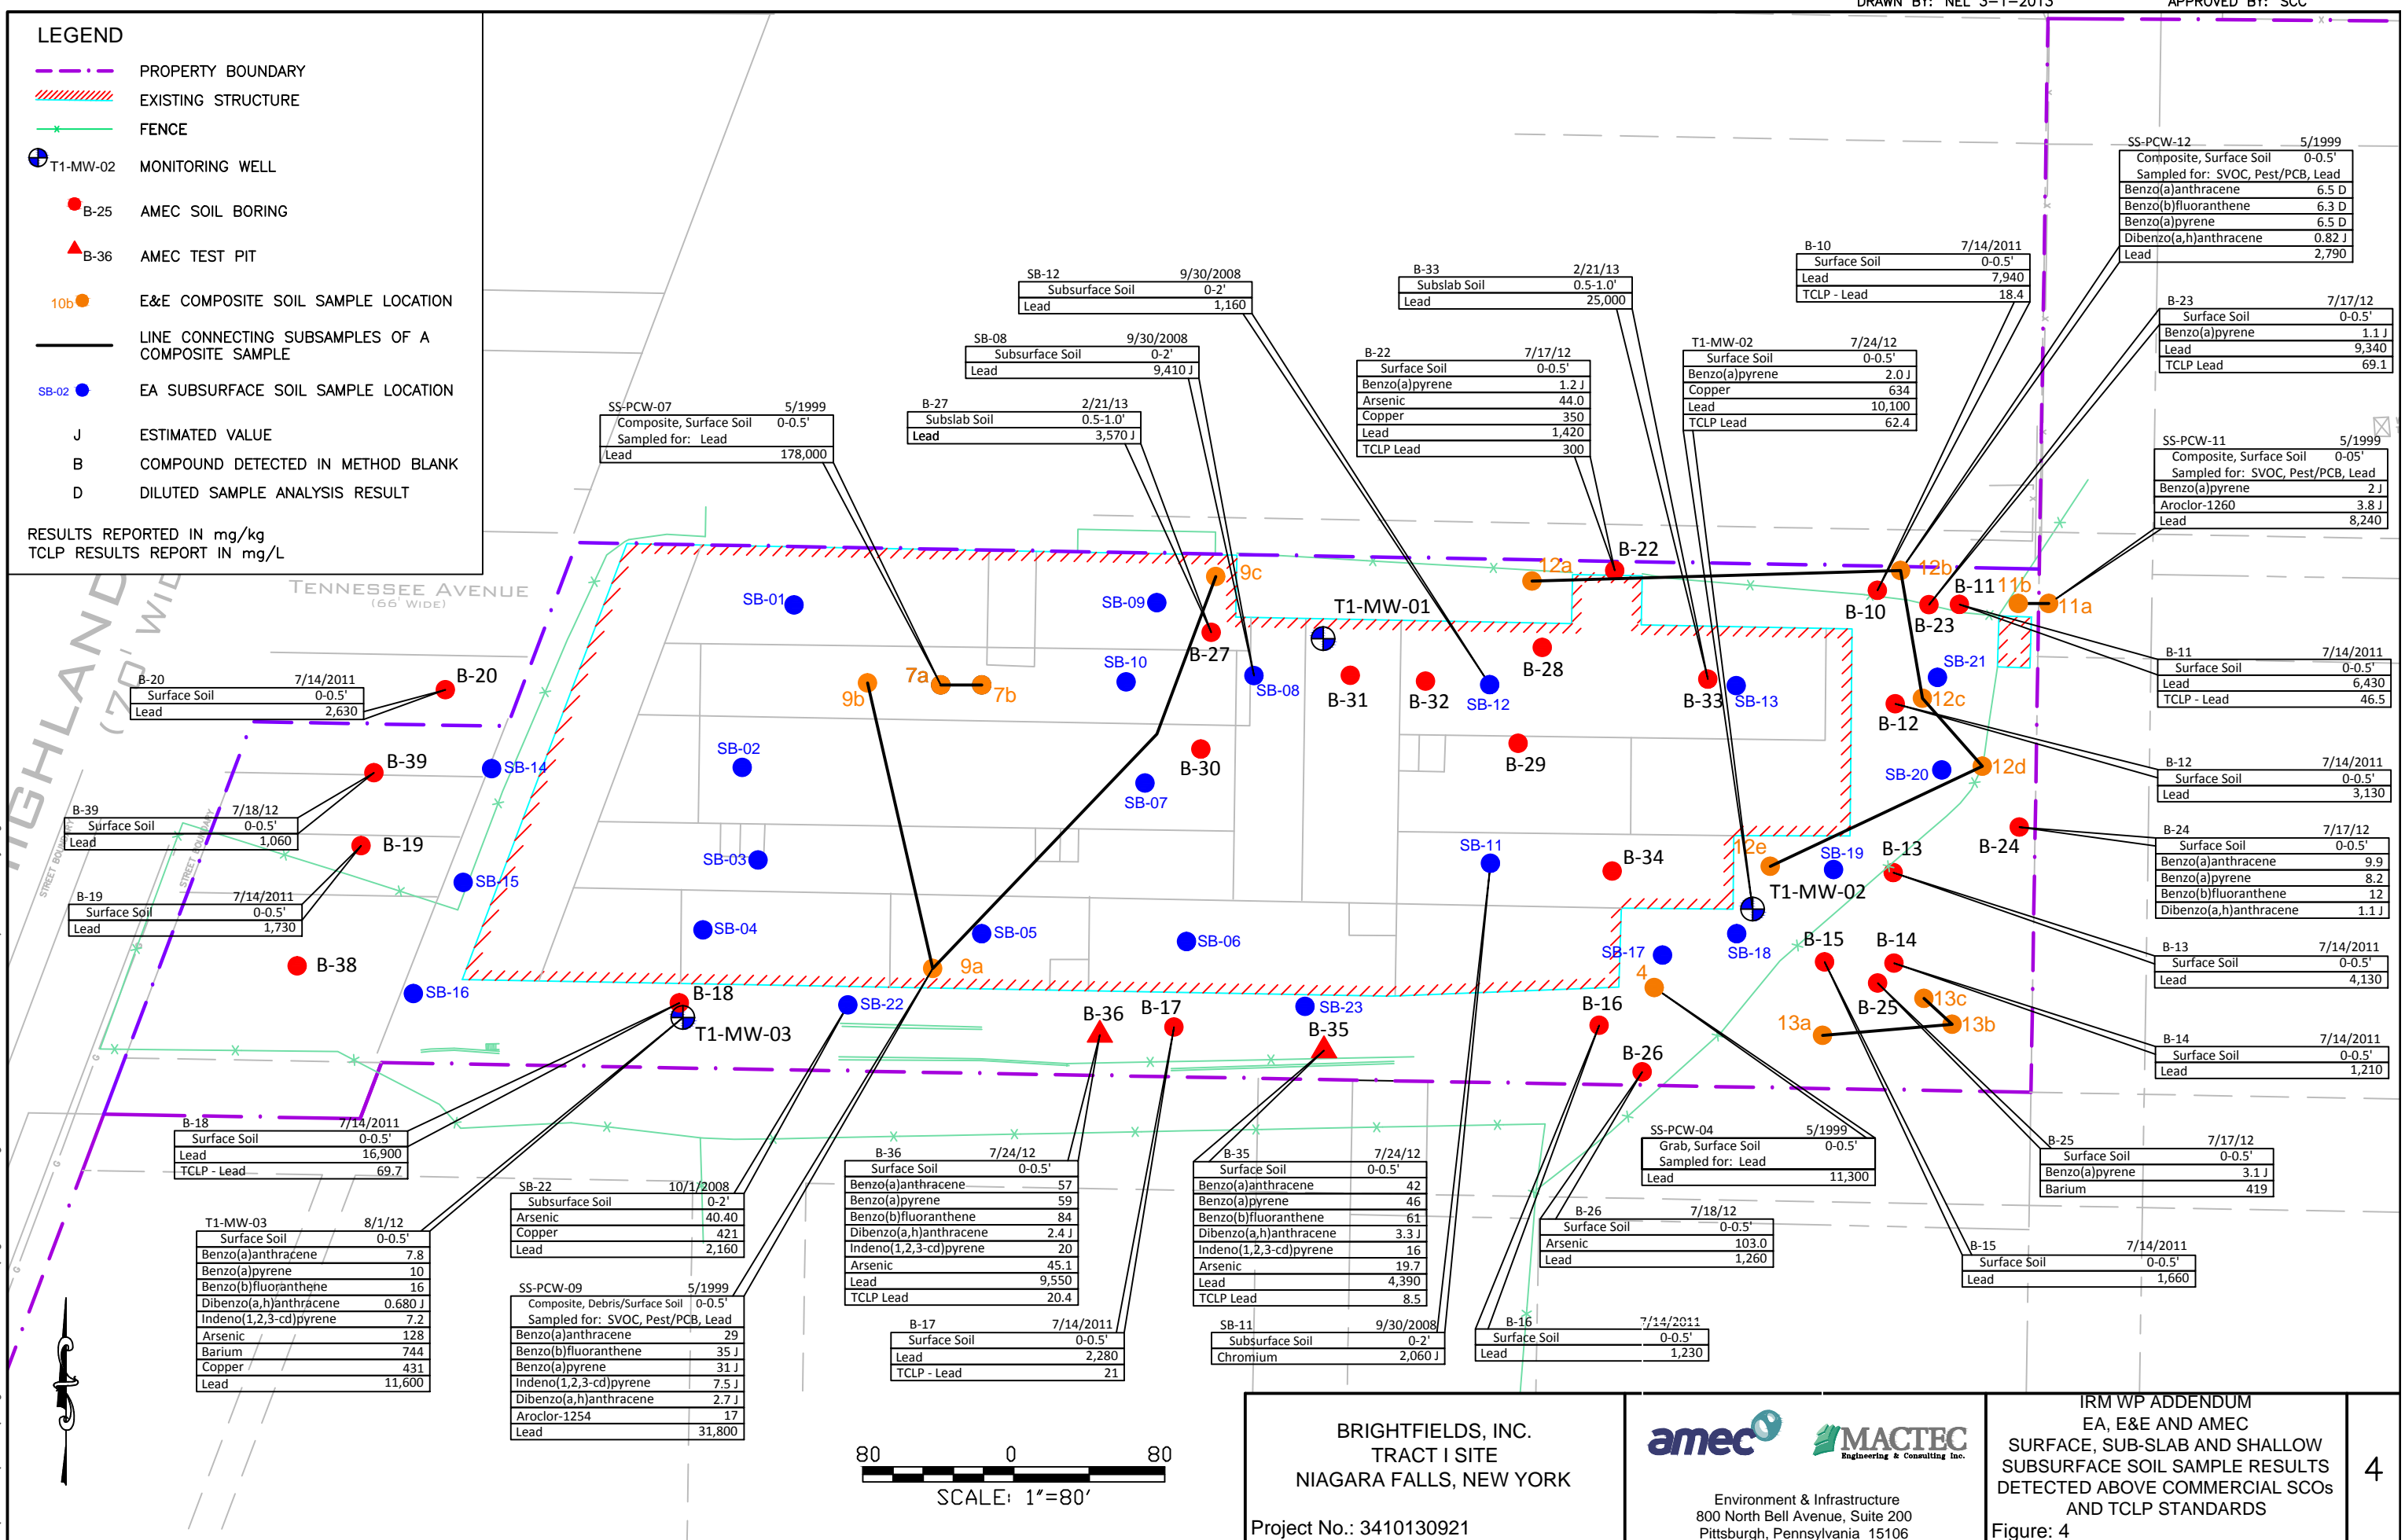 DRAWN BY: NEL 3-1-2013 APPROVED BY: SCC
LEGEND
PROPERTY BOUNDARY
EXISTING STRUCTURE
FENCE
T1-MW-02 MONITORING WELL
B-25 AMEC SOIL BORING
B-36 AMEC TEST PIT
10b E&E COMPOSITE SOIL SAMPLE LOCATION
LINE CONNECTING SUBSAMPLES OF A
COMPOSITE SAMPLE
SB-02 EA SUBSURFACE SOIL SAMPLE LOCATION
J ESTIMATED VALUE
B COMPOUND DETECTED IN METHOD BLANK
D DILUTED SAMPLE ANALYSIS RESULT
RESULTS REPORTED IN mg/kg
TCLP RESULTS REPORT IN mg/L
SS-PCW-12 5/1999
Composite, Surface Soil 0-0.5'
Sampled for: SVOC, Pest/PCB, Lead
Benzo(a)anthracene 6.5 D
Benzo(b)fluoranthene 6.3 D
Benzo(a)pyrene 6.5 D
Dibenzo(a,h)anthracene 0.82 J
Lead 2,790
B-10 7/14/2011
Surface Soil 0-0.5'
Lead 7,940
TCLP - Lead 18.4
SB-12 9/30/2008
Subsurface Soil 0-2'
Lead 1,160
B-33 2/21/13
Subslab Soil 0.5-1.0'
Lead 25,000
B-23 7/17/12
Surface Soil 0-0.5'
Benzo(a)pyrene 1.1 J
Lead 9,340
TCLP Lead 69.1
SB-08 9/30/2008
Subsurface Soil 0-2'
Lead 9,410 J
B-22 7/17/12
Surface Soil 0-0.5'
Benzo(a)pyrene 1.2 J
Arsenic 44.0
Copper 350
Lead 1,420
TCLP Lead 300
T1-MW-02 7/24/12
Surface Soil 0-0.5'
Benzo(a)pyrene 2.0 J
Copper 634
Lead 10,100
TCLP Lead 62.4
SS-PCW-07 5/1999
Composite, Surface Soil 0-0.5'
Sampled for: Lead
Lead 178,000
B-27 2/21/13
Subslab Soil 0.5-1.0'
Lead 3,570 J
SS-PCW-11 5/1999
Composite, Surface Soil 0-05'
Sampled for: SVOC, Pest/PCB, Lead
Benzo(a)pyrene 2 J
Aroclor-1260 3.8 J
Lead 8,240
HIGHLAND
(70' WIDE)
TENNESSEE AVENUE
(66' WIDE)
SB-01
SB-09
9c
12a
B-22
12b
B-10
B-23
B-11
11b
11a
T1-MW-01
B-27
B-28
SB-10
SB-08
B-31
B-32
SB-12
B-33
SB-13
SB-21
12c
B-12
9b
7a
7b
B-20
B-20 7/14/2011
Surface Soil 0-0.5'
Lead 2,630
B-11 7/14/2011
Surface Soil 0-0.5'
Lead 6,430
TCLP - Lead 46.5
B-39
SB-14
SB-02
B-30
B-29
SB-07
SB-20
12d
B-12 7/14/2011
Surface Soil 0-0.5'
Lead 3,130
B-39 7/18/12
Surface Soil 0-0.5'
Lead 1,060
STREET BOUNDARY
STREET BOUNDARY
B-19
SB-15
SB-03
SB-11
B-34
12e
SB-19
B-13
B-24
T1-MW-02
B-24 7/17/12
Surface Soil 0-0.5'
Benzo(a)anthracene 9.9
Benzo(a)pyrene 8.2
Benzo(b)fluoranthene 12
Dibenzo(a,h)anthracene 1.1 J
B-19 7/14/2011
Surface Soil 0-0.5'
Lead 1,730
SB-04
SB-05
SB-06
SB-17
SB-18
4
B-15
B-14
B-25
13c
13b
13a
B-13 7/14/2011
Surface Soil 0-0.5'
Lead 4,130
B-38
SB-16
9a
B-18
T1-MW-03
SB-22
B-36
B-17
SB-23
B-35
B-16
B-26
B-14 7/14/2011
Surface Soil 0-0.5'
Lead 1,210
B-18 7/14/2011
Surface Soil 0-0.5'
Lead 16,900
TCLP - Lead 69.7
SB-22 10/1/2008
Subsurface Soil 0-2'
Arsenic 40.40
Copper 421
Lead 2,160
B-36 7/24/12
Surface Soil 0-0.5'
Benzo(a)anthracene 57
Benzo(a)pyrene 59
Benzo(b)fluoranthene 84
Dibenzo(a,h)anthracene 2.4 J
Indeno(1,2,3-cd)pyrene 20
Arsenic 45.1
Lead 9,550
TCLP Lead 20.4
B-35 7/24/12
Surface Soil 0-0.5'
Benzo(a)anthracene 42
Benzo(a)pyrene 46
Benzo(b)fluoranthene 61
Dibenzo(a,h)anthracene 3.3 J
Indeno(1,2,3-cd)pyrene 16
Arsenic 19.7
Lead 4,390
TCLP Lead 8.5
SS-PCW-04 5/1999
Grab, Surface Soil 0-0.5'
Sampled for: Lead
Lead 11,300
B-25 7/17/12
Surface Soil 0-0.5'
Benzo(a)pyrene 3.1 J
Barium 419
T1-MW-03 8/1/12
Surface Soil 0-0.5'
Benzo(a)anthracene 7.8
Benzo(a)pyrene 10
Benzo(b)fluoranthene 16
Dibenzo(a,h)anthracene 0.680 J
Indeno(1,2,3-cd)pyrene 7.2
Arsenic 128
Barium 744
Copper 431
Lead 11,600
B-26 7/18/12
Surface Soil 0-0.5'
Arsenic 103.0
Lead 1,260
B-15 7/14/2011
Surface Soil 0-0.5'
Lead 1,660
SS-PCW-09 5/1999
Composite, Debris/Surface Soil 0-0.5'
Sampled for: SVOC, Pest/PCB, Lead
Benzo(a)anthracene 29
Benzo(b)fluoranthene 35 J
Benzo(a)pyrene 31 J
Indeno(1,2,3-cd)pyrene 7.5 J
Dibenzo(a,h)anthracene 2.7 J
Aroclor-1254 17
Lead 31,800
B-17 7/14/2011
Surface Soil 0-0.5'
Lead 2,280
TCLP - Lead 21
SB-11 9/30/2008
Subsurface Soil 0-2'
Chromium 2,060 J
B-16 7/14/2011
Surface Soil 0-0.5'
Lead 1,230
80 0 80
SCALE: 1"=80'
BRIGHTFIELDS, INC.
TRACT I SITE
NIAGARA FALLS, NEW YORK
Project No.: 3410130921
amec
MACTEC
Engineering & Consulting Inc.
Environment & Infrastructure
800 North Bell Avenue, Suite 200
Pittsburgh, Pennsylvania 15106
IRM WP ADDENDUM
EA, E&E AND AMEC
SURFACE, SUB-SLAB AND SHALLOW
SUBSURFACE SOIL SAMPLE RESULTS
DETECTED ABOVE COMMERCIAL SCOs
AND TCLP STANDARDS
Figure: 4
4